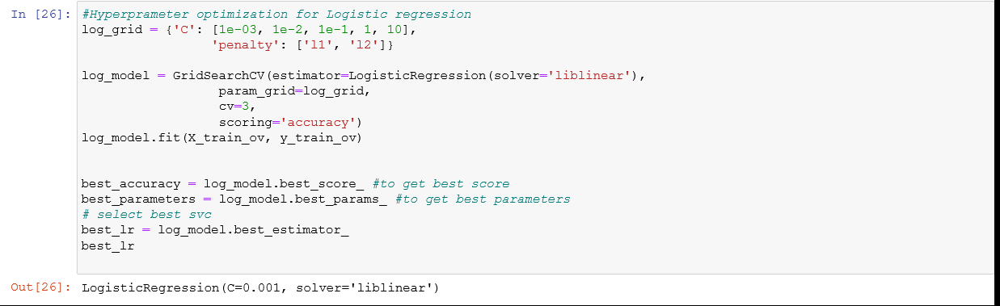 In [26]: #Hyperprameter optimization for Logistic regression
log_grid = {'C': [1e-03, 1e-2, 1e-1, 1, 10],
'penalty': ['l1', 'l2']}
log_model = GridSearchCV(estimator=LogisticRegression(solver='liblinear'),
param_grid=log_grid,
cv=3,
scoring='accuracy')
log_model.fit(X_train_ov, y_train_ov)
best_accuracy = log_model.best_score_ #to get best score
best_parameters = log_model.best_params_ #to get best parameters
# select best svc
best_lr = log_model.best_estimator_
best_lr
Out[26]: LogisticRegression(C=0.001, solver='liblinear')